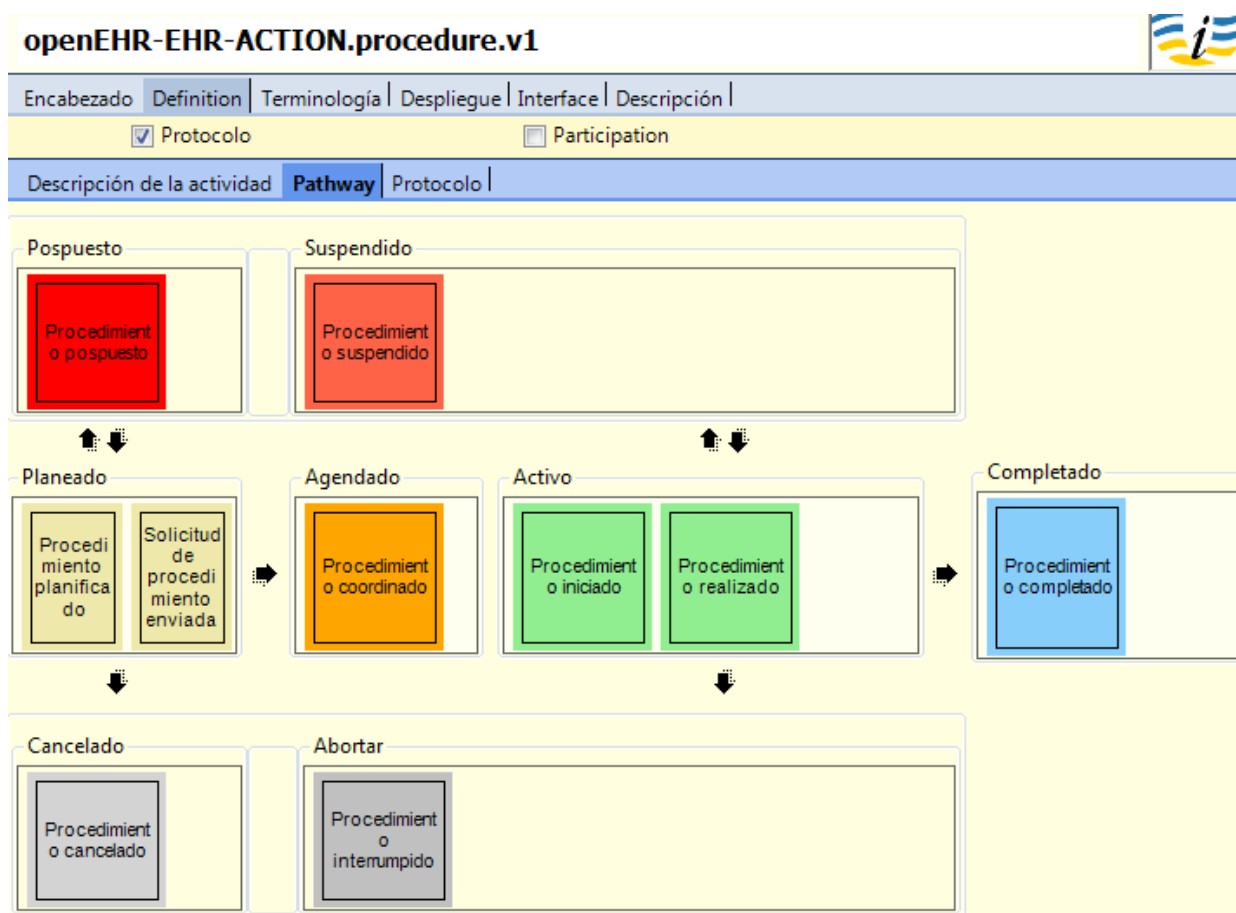 openEHR-EHR-ACTION.procedure.v1
Encabezado Definition Terminología Despliegue Interface Descripción
Protocolo Participation
Descripción de la actividad Pathway Protocolo
Pospuesto Suspendido
Procedimient
o pospuesto
Procedimient
o suspendido
Planeado Agendado Activo Completado
Procedi
miento
planifica
do
Solicitud
de
procedi
miento
enviada
Procedimient
o coordinado
Procedimient
o iniciado
Procedimient
o realizado
Procedimient
o completado
Cancelado Abortar
Procedimient
o cancelado
Procedimient
o
interrumpido